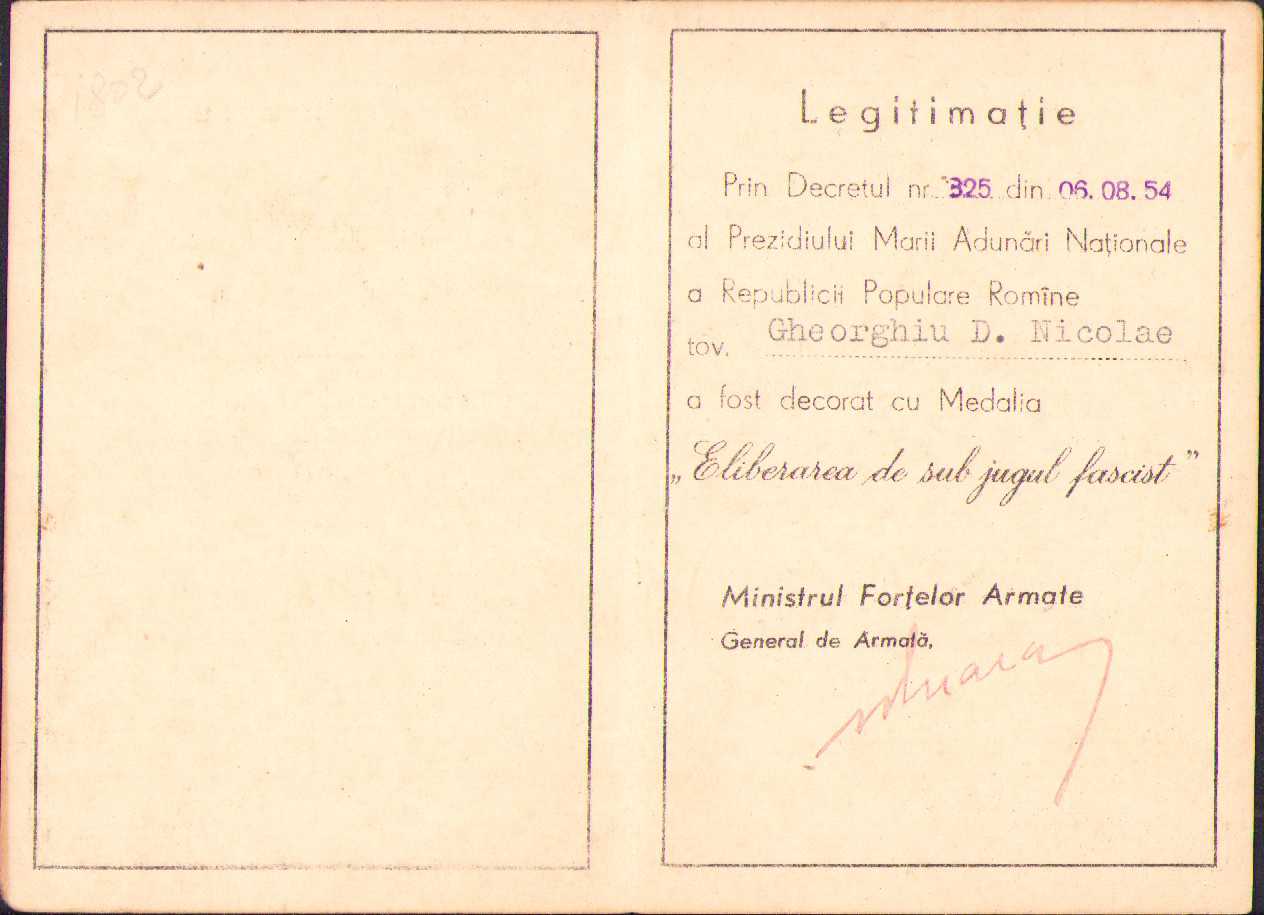 Legitimaţie
Prin Decretul nr. 325 din 06.08.54
al Prezidiului Marii Adunări Naţionale
a Republicii Populare Romîne
tov. Gheorghiu D. Nicolae
a fost decorat cu Medalia
„Eliberarea de sub jugul fascist”
Ministrul Forţelor Armate
General de Armată,